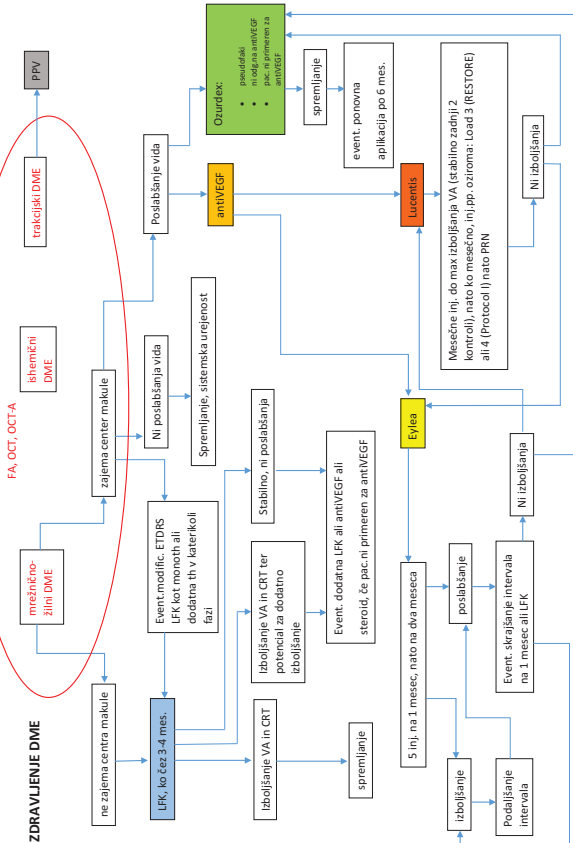 ZDRAVLJENJE DME
FA, OCT, OCT-A
mrežnično-
žilni DME
ishemični
DME
trakcijski DME
PPV
ne zajema centra makule
zajema center makule
LFK, ko čez 3-4 mes.
Event.modific. ETDRS
LFK kot monoth ali
dodatna th v katerikoli
fazi
Ni poslabšanja vida
Spremljanje, sistemska urejenost
Poslabšanje vida
Ozurdex:
• pseudofaki
• ni odg.na antiVEGF
• pac. ni primeren za
antiVEGF
spremljanje
event. ponovna
aplikacija po 6 mes.
antiVEGF
Izboljšanje VA in CRT
spremljanje
Izboljšanje VA in CRT ter
potencial za dodatno
izboljšanje
Stabilno, ni poslabšanja
Event. dodatna LFK ali antiVEGF ali
steroid, če pac. ni primeren za antiVEGF
Eylea
Lucentis
5 inj. na 1 mesec, nato na dva meseca
izboljšanje
Podaljšanje
intervala
poslabšanje
Event. skrajšanje intervala
na 1 mesec ali LFK
Ni izboljšanja
Mesečne inj. do max izboljšanja VA (stabilno zadnji 2
kontroli), nato ko mesečno, inj.pp. oziroma: Load 3 (RESTORE)
ali 4 (Protocol I) nato PRN
Ni izboljšanja